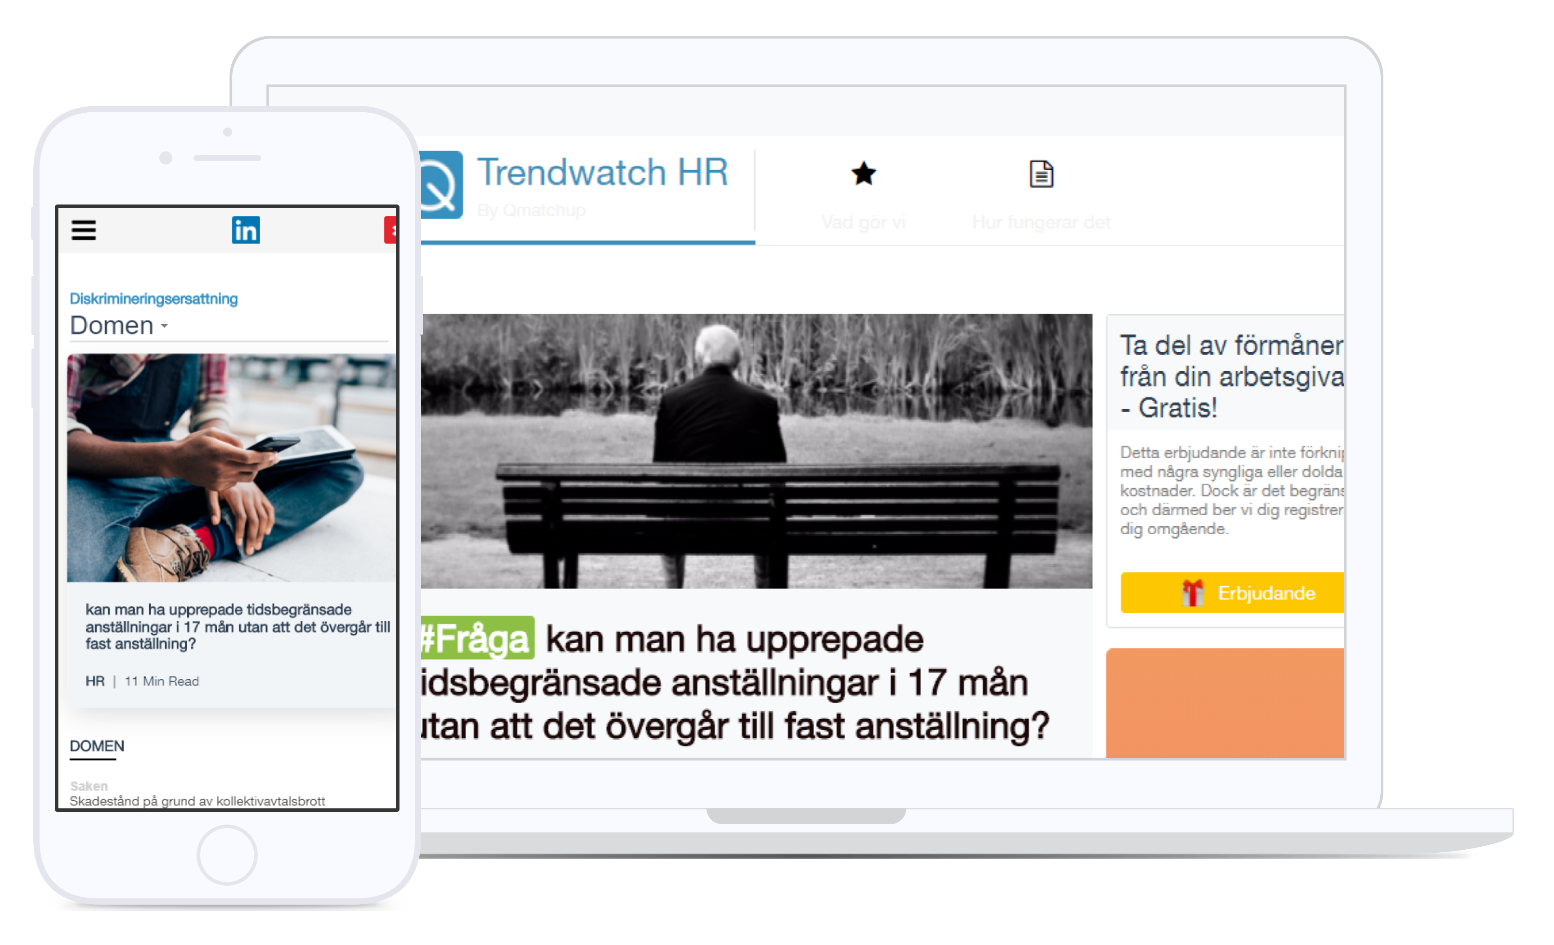 in
Diskrimineringsersattning
Domen
kan man ha upprepade tidsbegränsade
anställningar i 17 mån utan att det övergår till
fast anställning?
HR | 11 Min Read
DOMEN
Saken
Skadestånd på grund av kollektivavtalsbrott
Trendwatch HR
By Qmatchup
Vad gör vi
Hur fungerar det
#Fråga kan man ha upprepade
idsbegränsade anställningar i 17 mån
utan att det övergår till fast anställning?
Ta del av förmåner
från din arbetsgiva
- Gratis!
Detta erbjudande är inte förknip
med några syngliga eller dolda
kostnader. Dock är det begräns
och därmed ber vi dig registrer
dig omgående.
Erbjudande